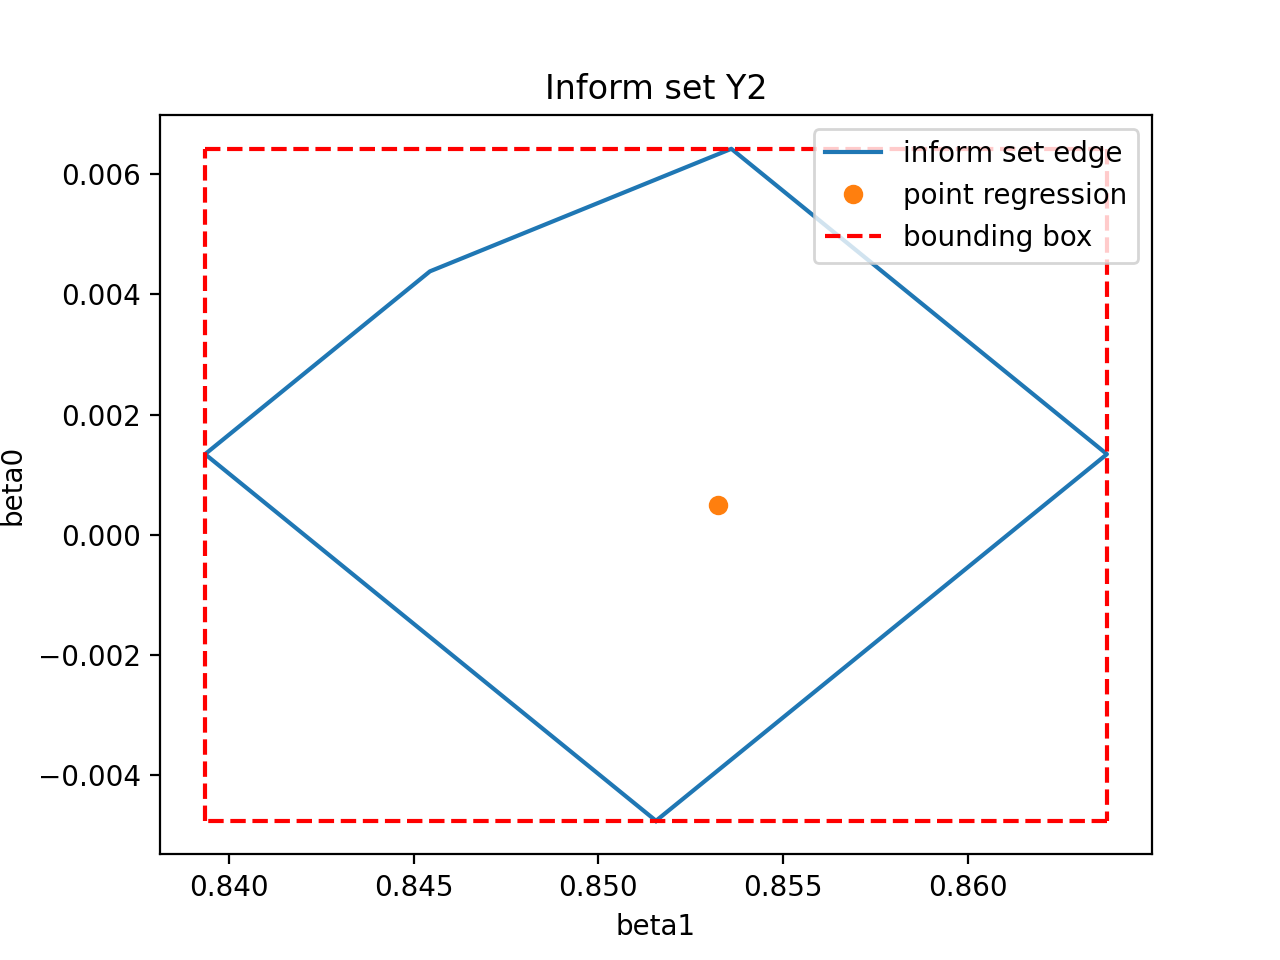 Inform set Y2
inform set edge
point regression
bounding box
0.006
0.004
0.002
0.000
−0.002
−0.004
beta0
0.840 0.845 0.850 0.855 0.860
beta1